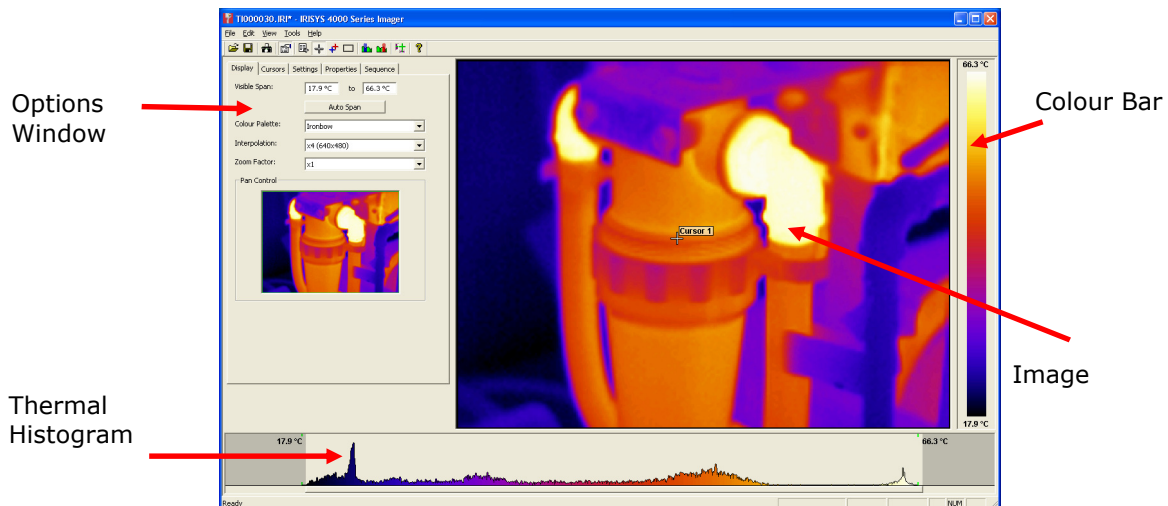 TI000030.IRI* - IRISYS 4000 Series Imager
File Edit View Tools Help
Display Cursors Settings Properties Sequence
Visible Span: 17.9 °C to 66.3 °C
Auto Span
Colour Palette: Ironbow
Interpolation: x4 (640x480)
Zoom Factor: x1
Pan Control
Cursor 1
66.3 °C
17.9 °C
Options
Window
Colour Bar
Image
Thermal
Histogram
17.9 °C
66.3 °C
Ready
NUM